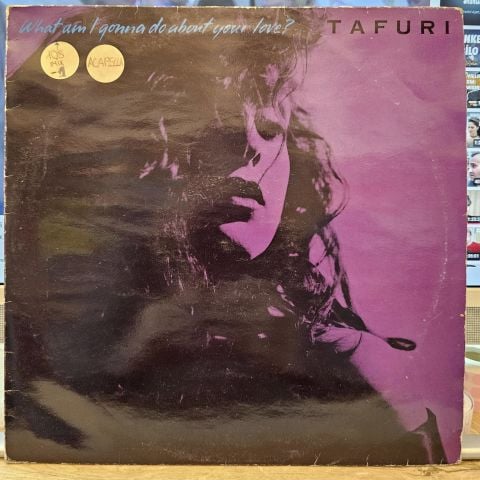 What am I gonna do about your love?
TAFURI
ACAPELLA